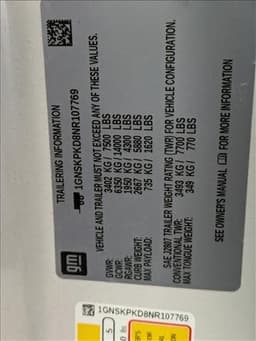 TRAILERING INFORMATION
1GNSKPKD8NR107769
VEHICLE AND TRAILER MUST NOT EXCEED ANY OF THESE VALUES.
GVWR: 3402 KG / 7500 LBS
GCWR: 6350 KG / 14000 LBS
RGAWR: 1950 KG / 4300 LBS
CURB WEIGHT: 2667 KG / 5880 LBS
MAX PAYLOAD: 735 KG / 1620 LBS
SAE J2807 TRAILER WEIGHT RATING (TWR) FOR VEHICLE CONFIGURATION.
CONVENTIONAL TWR: 3493 KG / 7700 LBS
MAX TONGUE WEIGHT: 349 KG / 770 LBS
SEE OWNER'S MANUAL FOR MORE INFORMATION
gm
1GNSKPKD8NR107769